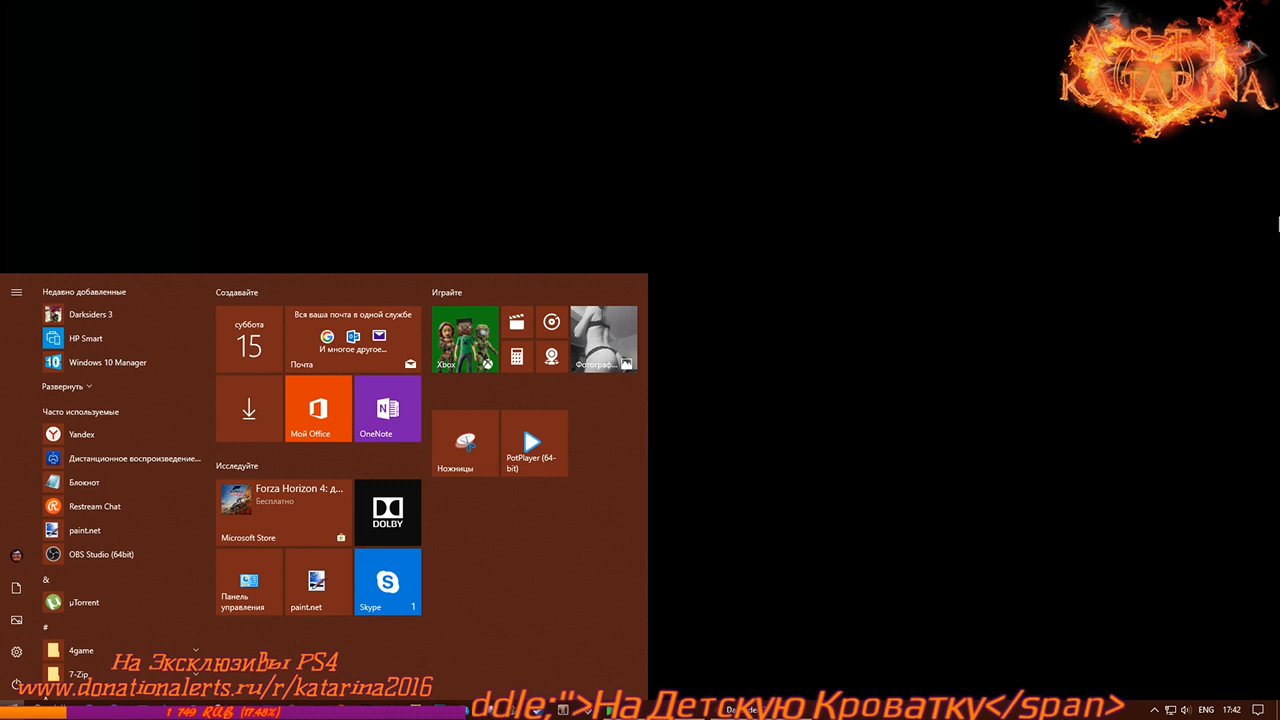 ASTI
KATARINA
Недавно добавленные
Darksiders 3
HP Smart
Windows 10 Manager
Развернуть
Часто используемые
Yandex
Дистанционное воспроизведение...
Блокнот
Restream Chat
paint.net
OBS Studio (64bit)
&
µTorrent
#
4game
7-Zip
Создавайте
суббота
15
Вся ваша почта в одной службе
И многое другое...
Почта
Мой Office
OneNote
Исследуйте
Forza Horizon 4: д...
Бесплатно
Microsoft Store
DOLBY
Панель
управления
paint.net
Skype 1
Играйте
Xbox
Фотограф...
Ножницы
PotPlayer (64-
bit)
На Эксклюзивы PS4
www.donationalerts.ru/r/katarina2016
1 749 RUB (17.48%)
ddle;">На Детскую Кроватку</span>
ENG 17:42